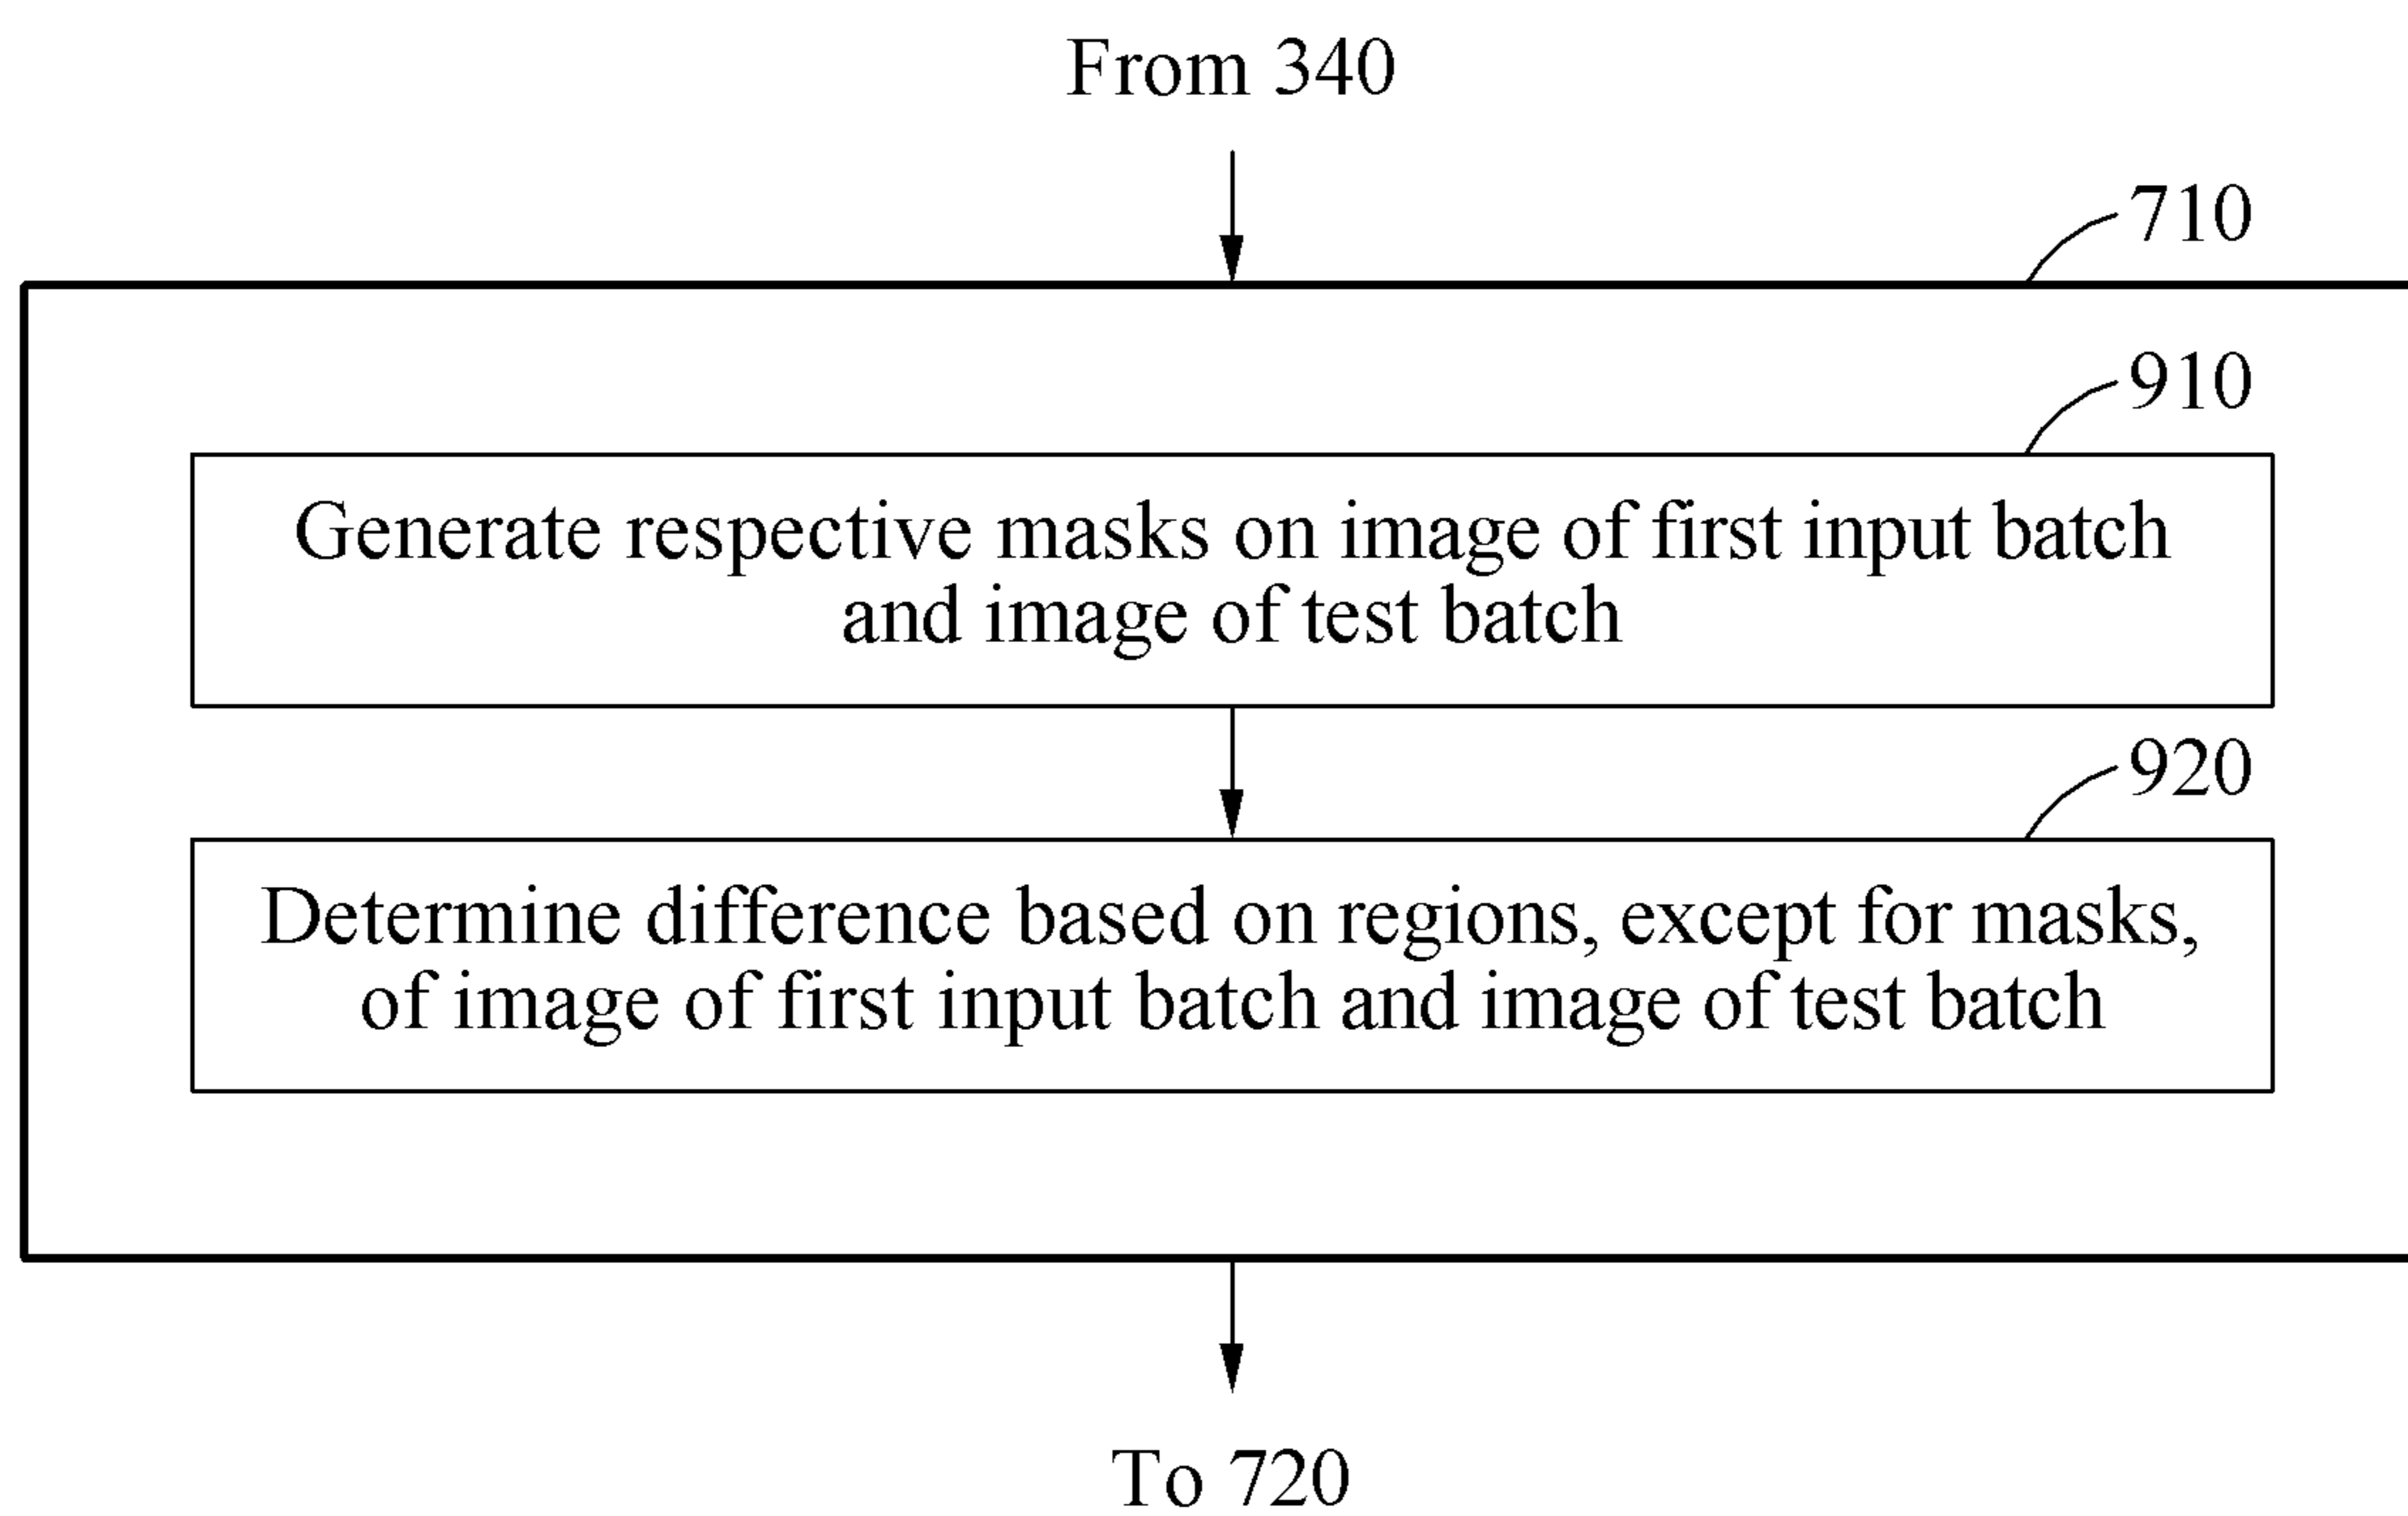 From 340
710
910
Generate respective masks on image of first input batch
and image of test batch
920
Determine difference based on regions, except for masks,
of image of first input batch and image of test batch
To 720